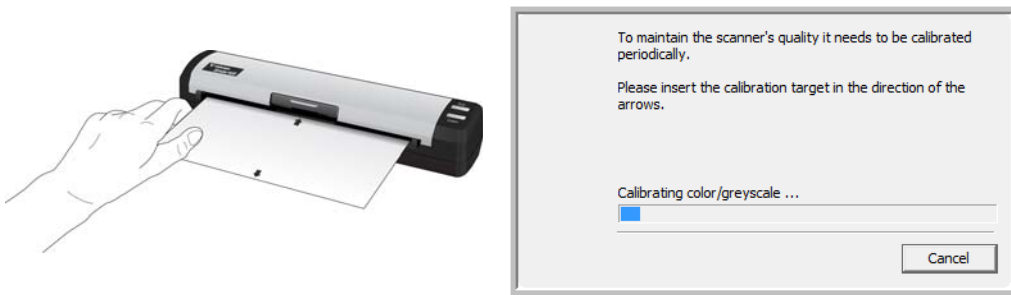 To maintain the scanner's quality it needs to be calibrated
periodically.
Please insert the calibration target in the direction of the
arrows.
Calibrating color/greyscale ...
Cancel